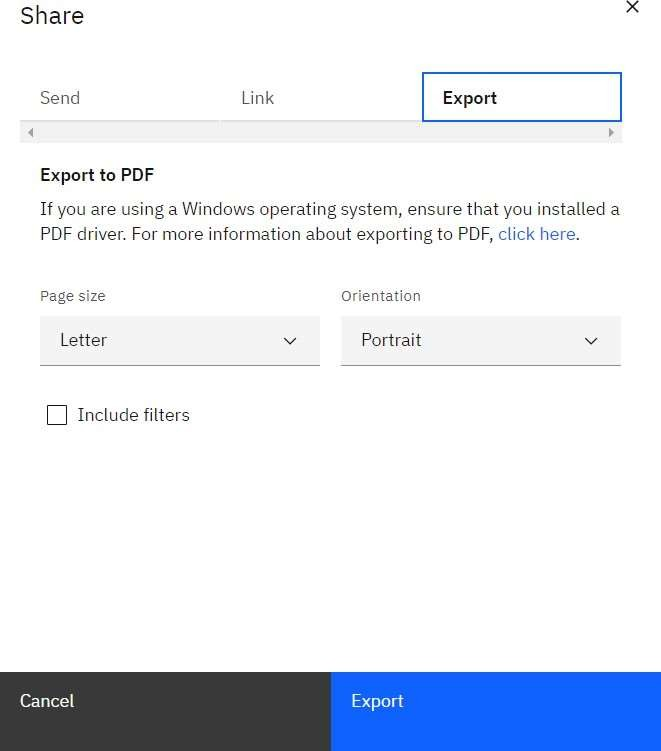 Share
Send
Link
Export
Export to PDF
If you are using a Windows operating system, ensure that you installed a
PDF driver. For more information about exporting to PDF, click here.
Page size
Orientation
Letter
Portrait
Include filters
Cancel
Export